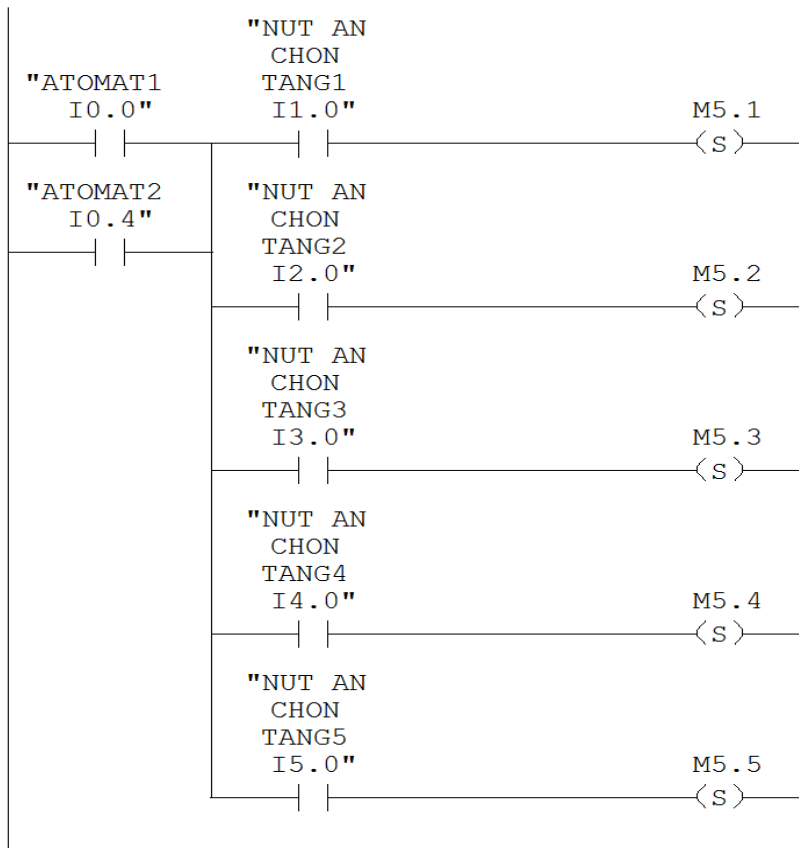 "NUT AN
CHON
"ATOMAT1 TANG1
I0.0" I1.0" M5.1
(S)
"ATOMAT2 "NUT AN
I0.4" CHON
TANG2
I2.0" M5.2
(S)
"NUT AN
CHON
TANG3
I3.0" M5.3
(S)
"NUT AN
CHON
TANG4
I4.0" M5.4
(S)
"NUT AN
CHON
TANG5
I5.0" M5.5
(S)